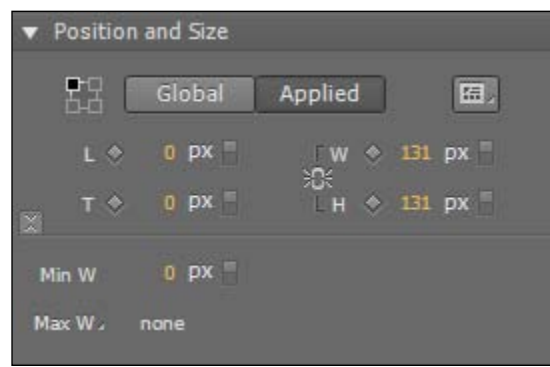 Position and Size
Global Applied
L 0 px W 131 px
T 0 px H 131 px
Min W 0 px
Max W none